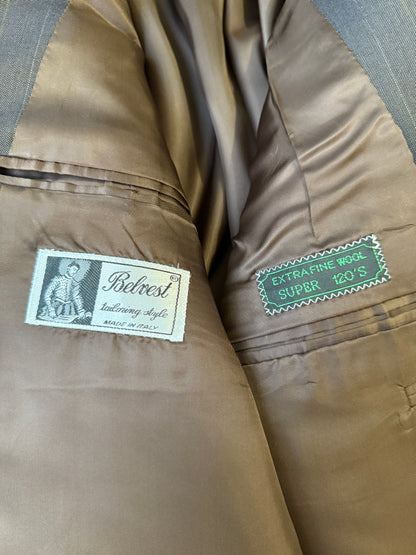 Belvest
tailoring style
MADE IN ITALY
EXTRAFINE WOOL
SUPER 120'S